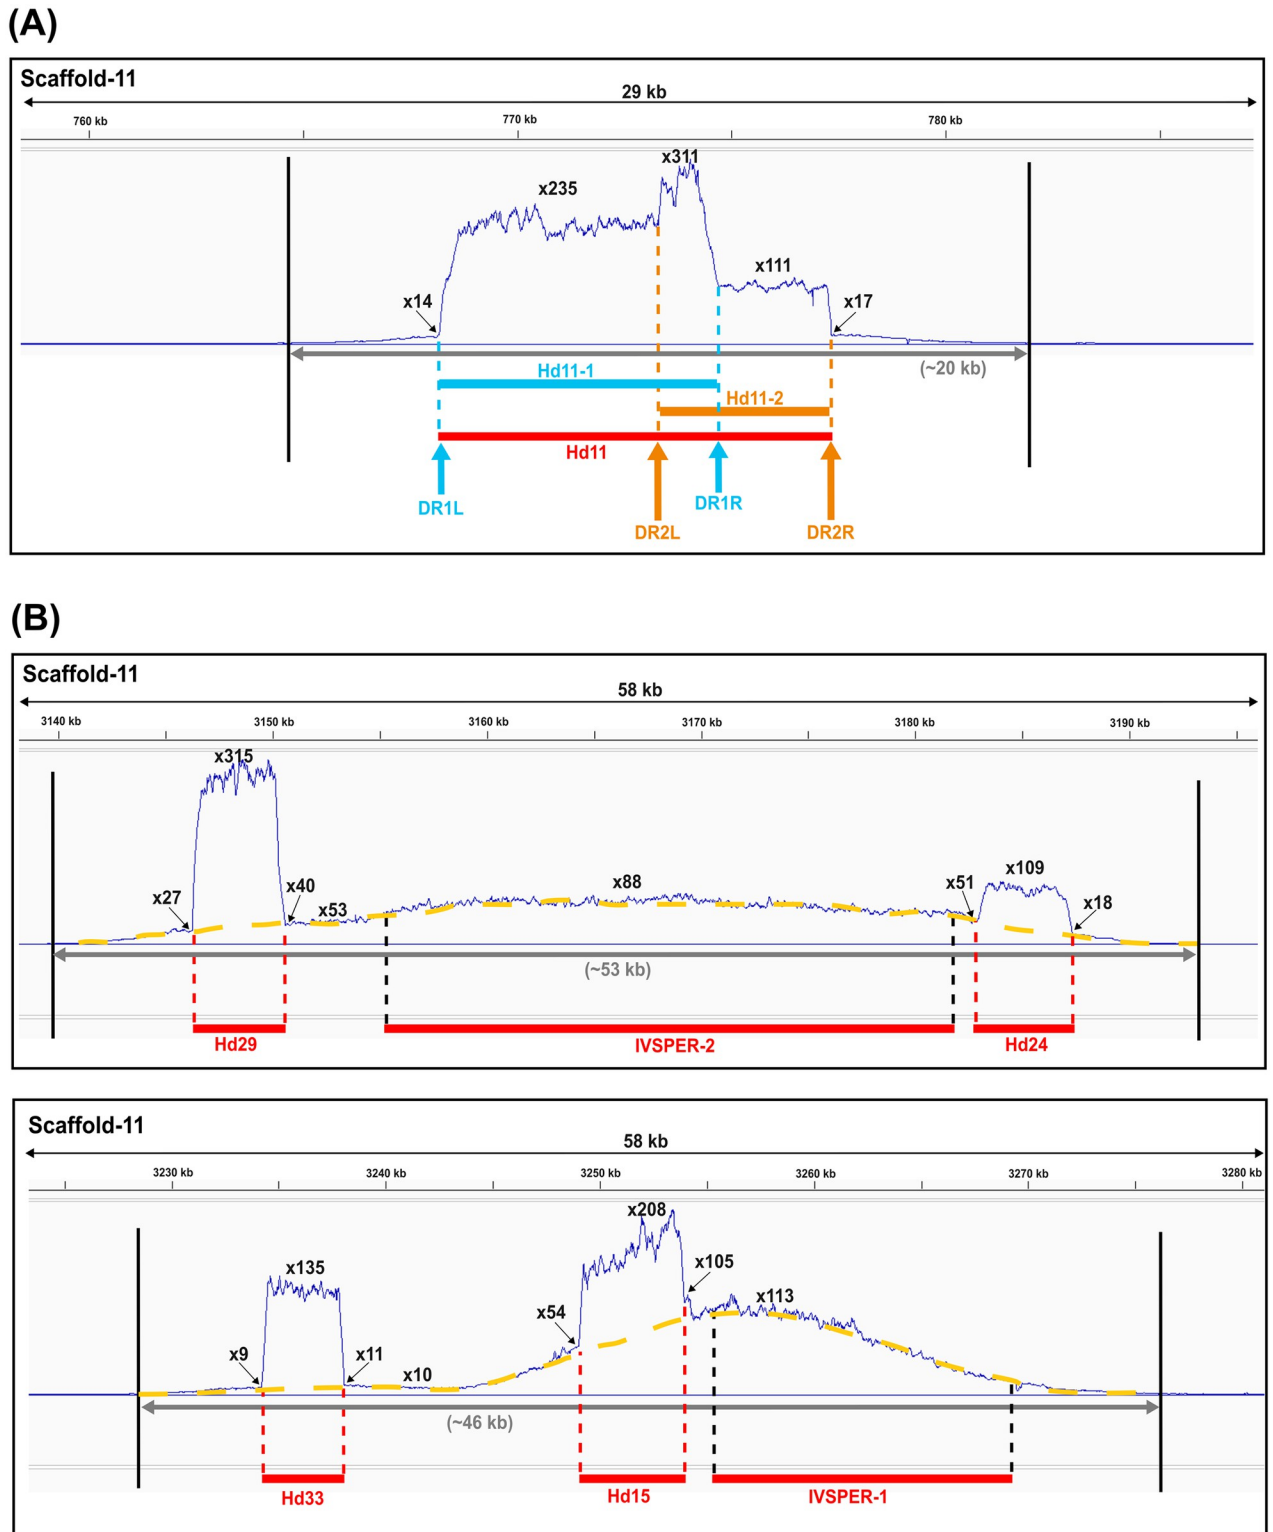 (A)
Scaffold-11
29 kb
760 kb 770 kb 780 kb
x311
x235
x111
x14 x17
(~20 kb)
Hd11-1
Hd11-2
Hd11
DR1L DR1R
DR2L DR2R
(B)
Scaffold-11
58 kb
3140 kb 3150 kb 3160 kb 3170 kb 3180 kb 3190 kb
x315
x27 x40 x53 x88 x51 x109 x18
(~53 kb)
Hd29 IVSPER-2 Hd24
Scaffold-11
58 kb
3230 kb 3240 kb 3250 kb 3260 kb 3270 kb 3280 kb
x208
x135 x105
x54 x113
x9 x11 x10
(~46 kb)
Hd33 Hd15 IVSPER-1